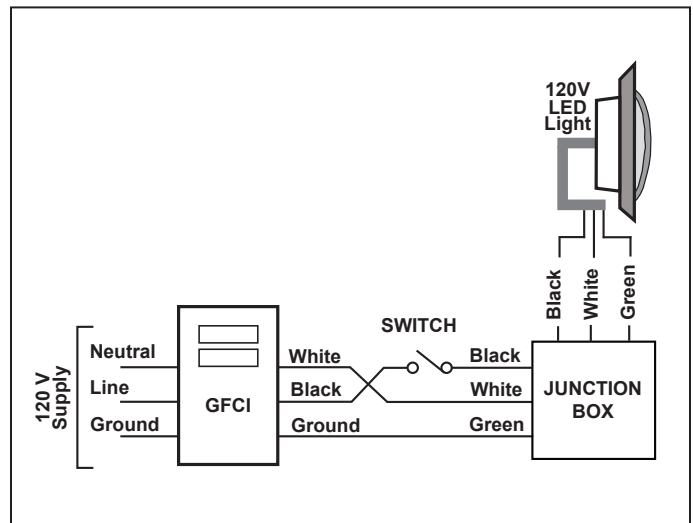 120V
LED
Light
Black
White
Green
SWITCH
120 V
Supply
Neutral
Line
Ground
GFCI
White
Black
Ground
Black
White
Green
JUNCTION
BOX